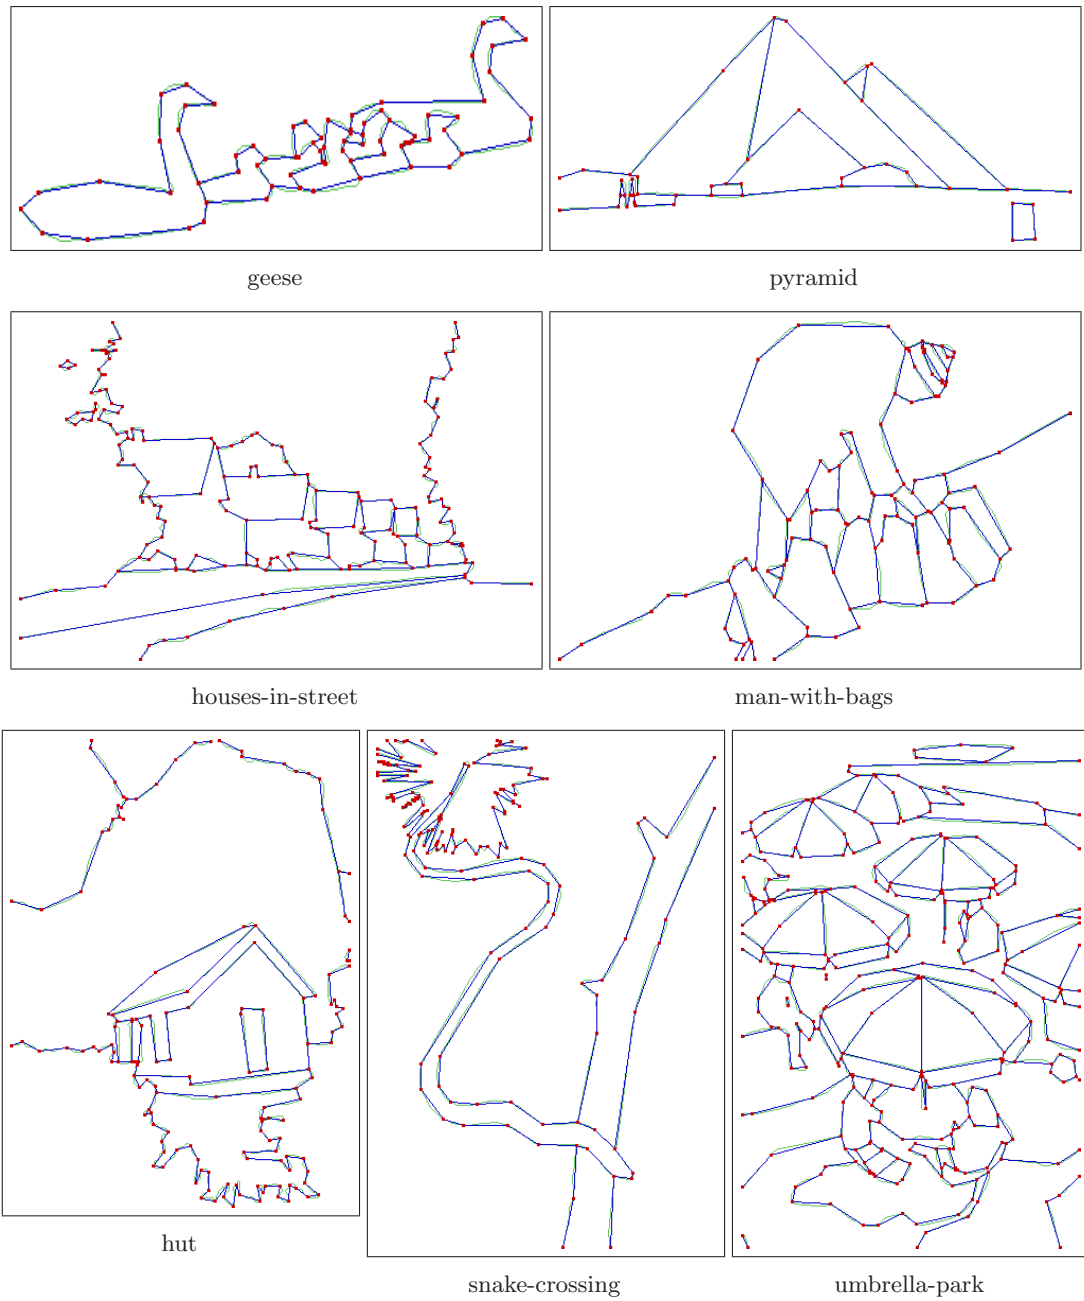 geese
pyramid
houses-in-street
man-with-bags
hut
snake-crossing
umbrella-park